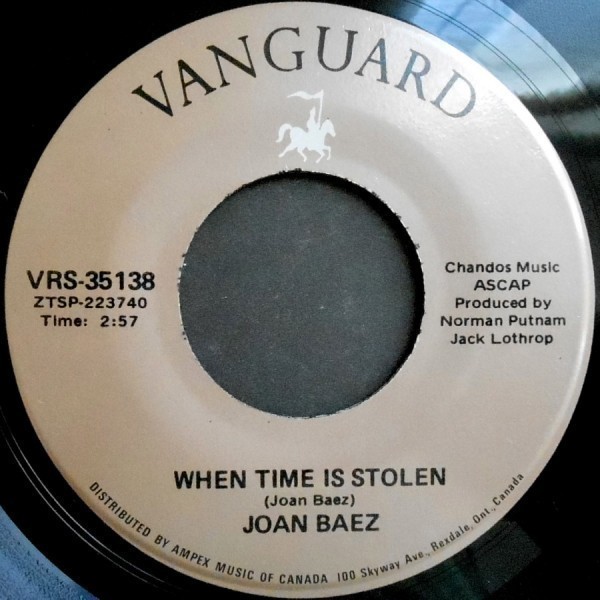 VANGUARD
VRS-35138
ZTSP-223740
Time: 2:57
Chandos Music
ASCAP
Produced by
Norman Putnam
Jack Lothrop
WHEN TIME IS STOLEN
(Joan Baez)
JOAN BAEZ
DISTRIBUTED BY AMPEX MUSIC OF CANADA 100 Skyway Ave., Rexdale, Ont., Canada